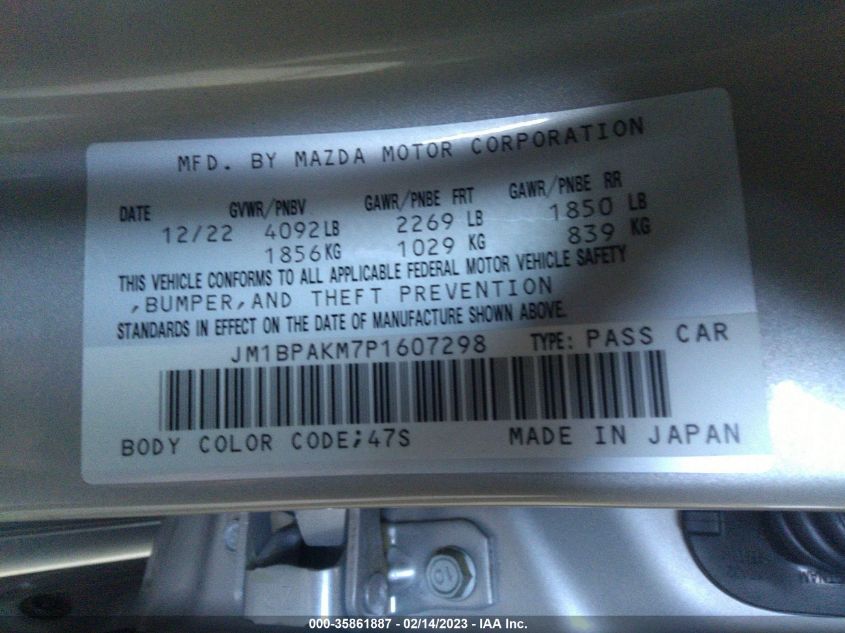 MFD. BY MAZDA MOTOR CORPORATION
DATE GVWR/PNBV GAWR/PNBE FRT GAWR/PNBE RR
12/22 4092LB 2269 LB 1850 LB
1856KG 1029 KG 839 KG
THIS VEHICLE CONFORMS TO ALL APPLICABLE FEDERAL MOTOR VEHICLE SAFETY
,BUMPER,AND THEFT PREVENTION
STANDARDS IN EFFECT ON THE DATE OF MANUFACTURE SHOWN ABOVE.
JM1BPAKM7P1607298 TYPE: PASS CAR
BODY COLOR CODE;47S MADE IN JAPAN
10
000-35861887 - 02/14/2023 - IAA Inc.